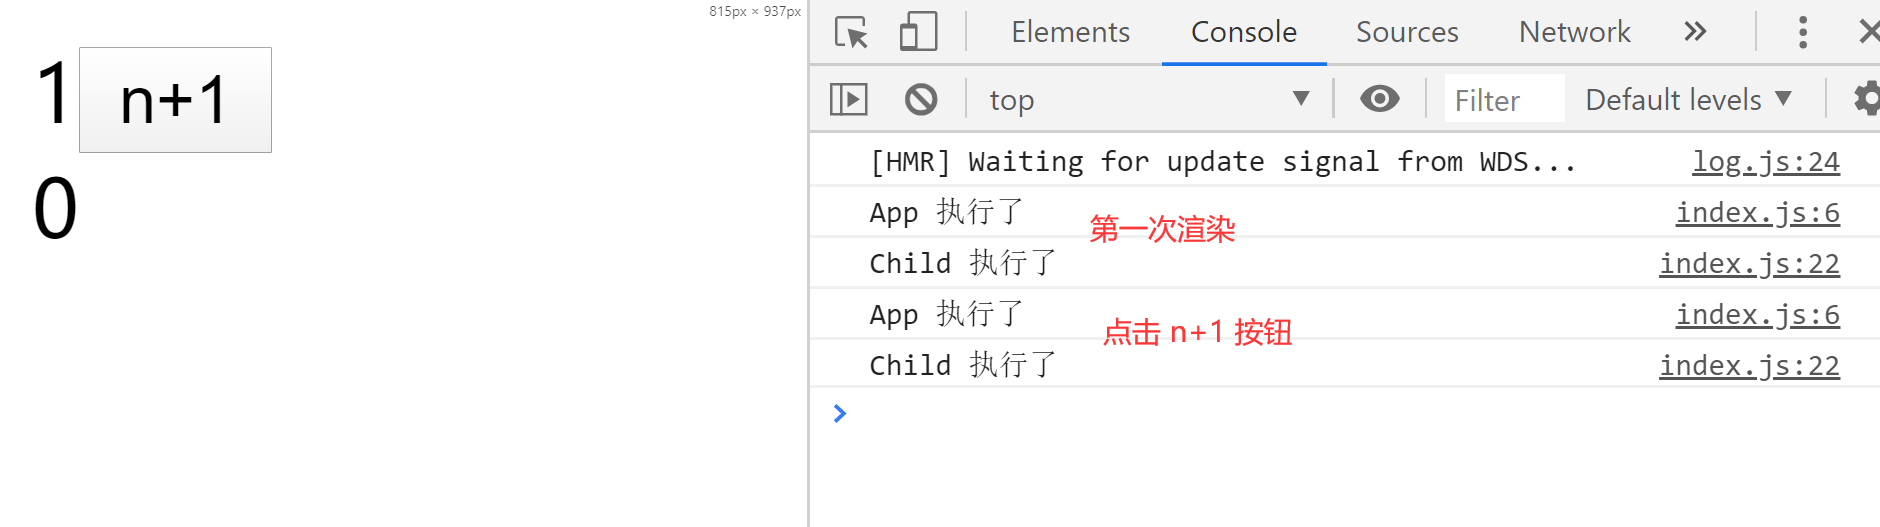 815px × 937px
1 n+1
0
Elements Console Sources Network
top Filter Default levels
[HMR] Waiting for update signal from WDS... log.js:24
App 执行了 index.js:6
第一次渲染
Child 执行了 index.js:22
App 执行了 index.js:6
点击 n+1 按钮
Child 执行了 index.js:22